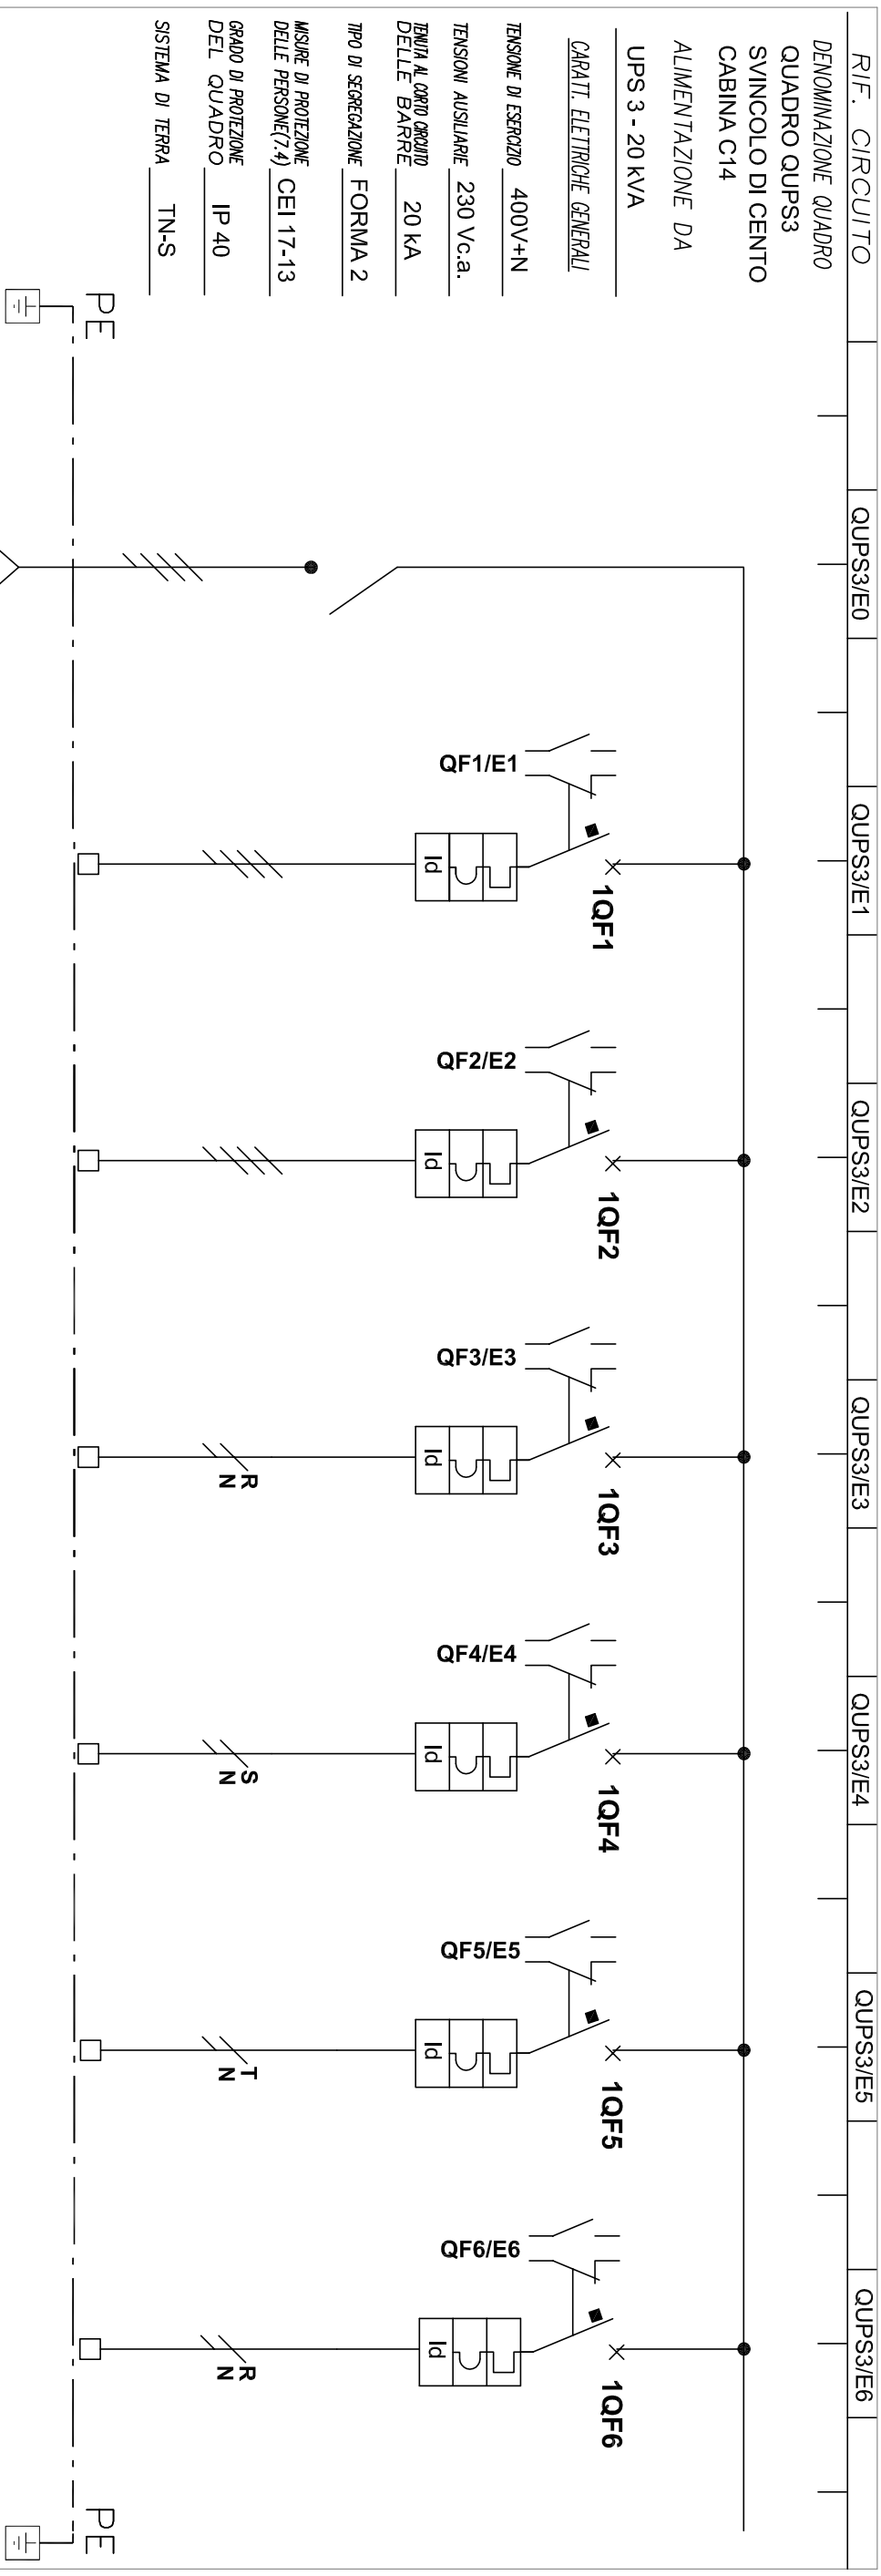 RIF. CIRCUITO
QUPS3/E0
QUPS3/E1
QUPS3/E2
QUPS3/E3
QUPS3/E4
QUPS3/E5
QUPS3/E6
DENOMINAZIONE QUADRO
QUADRO QUPS3
SVINCOLO DI CENTO
CABINA C14
ALIMENTAZIONE DA
UPS 3 - 20 kVA
CARATT. ELETTRICHE GENERALI
TENSIONE DI ESERCIZIO 400V+N
TENSIONI AUSILIARIE 230 Vc.a.
TENUTA AL CORTO CIRCUITO
DELLE BARRE 20 kA
TIPO DI SEGREGAZIONE FORMA 2
MISURE DI PROTEZIONE
DELLE PERSONE(7.4) CEI 17-13
GRADO DI PROTEZIONE
DEL QUADRO IP 40
SISTEMA DI TERRA TN-S
1QF1
QF1/E1
Id
1QF2
QF2/E2
Id
1QF3
QF3/E3
Id
R
N
1QF4
QF4/E4
Id
S
N
1QF5
QF5/E5
Id
T
N
1QF6
QF6/E6
Id
R
N
PE
PE